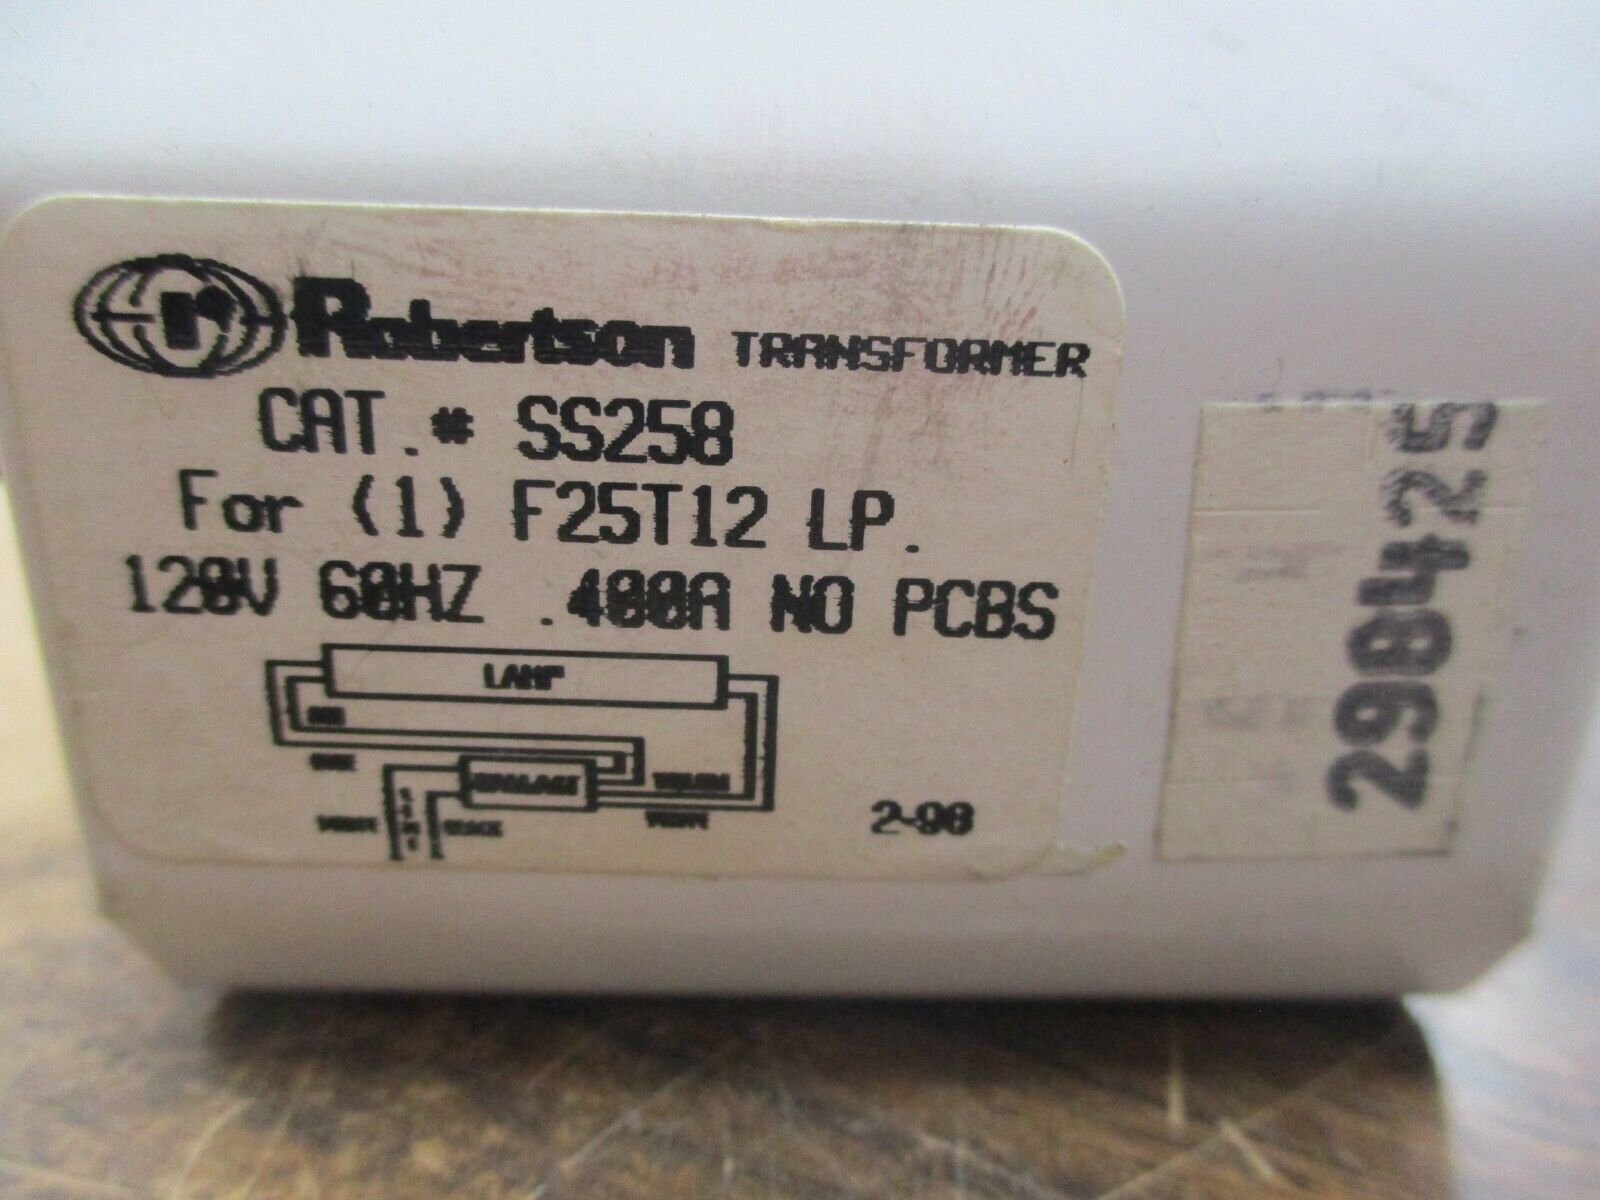 r Robertson TRANSFORMER
CAT.# SS258
For (1) F25T12 LP.
120V 60HZ .400A NO PCBS
LAMP
BALLAST
2-98
298425